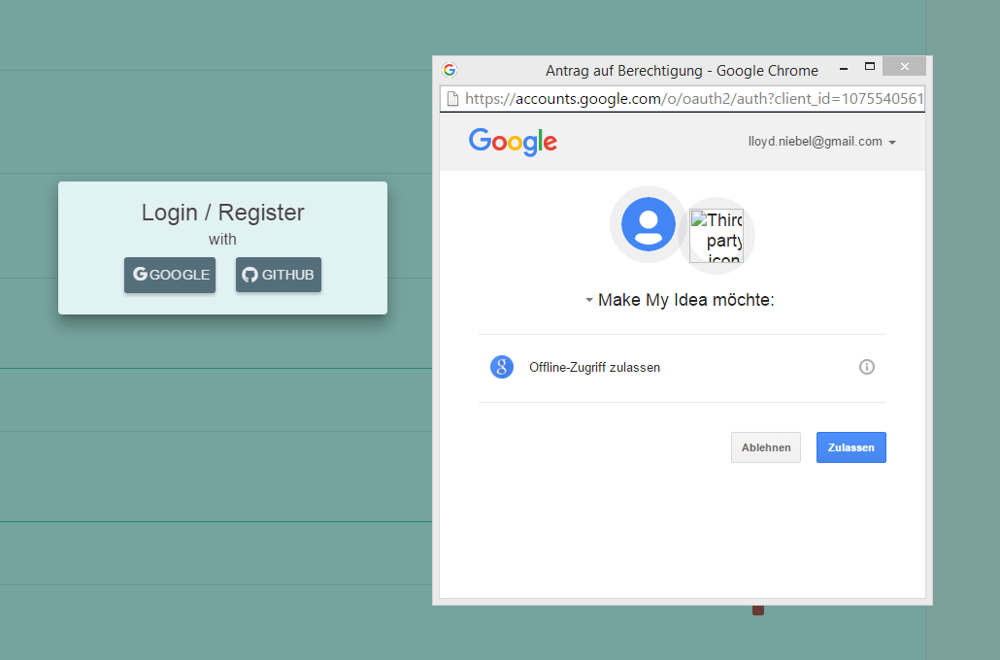 Login / Register
with
GOOGLE
GITHUB
Antrag auf Berechtigung - Google Chrome
https://accounts.google.com/o/oauth2/auth?client_id=1075540561
Google
lloyd.niebel@gmail.com
Third
party
icon
Make My Idea möchte:
Offline-Zugriff zulassen
Ablehnen
Zulassen